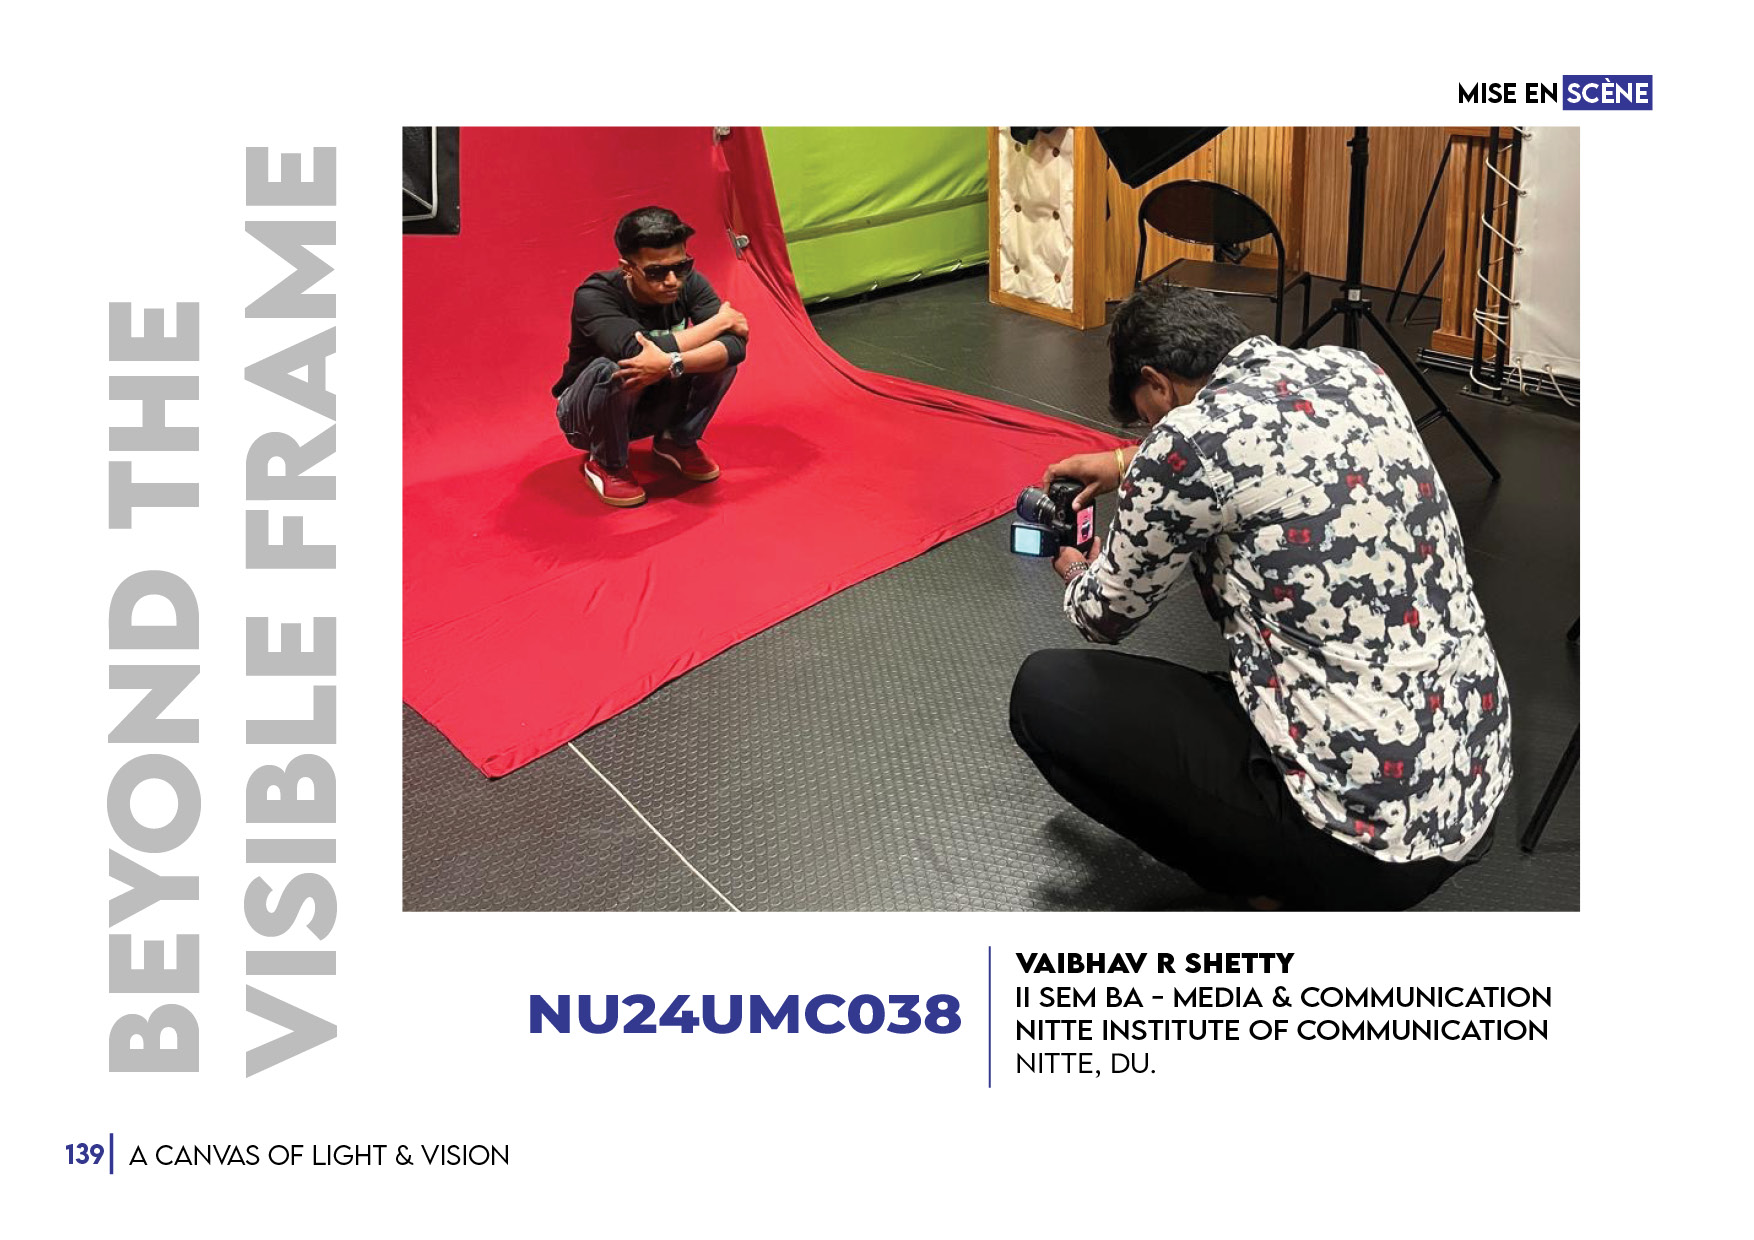 MISE EN SCÈNE
BEYOND THE
VISIBLE FRAME
NU24UMC038
VAIBHAV R SHETTY
II SEM BA - MEDIA & COMMUNICATION
NITTE INSTITUTE OF COMMUNICATION
NITTE, DU.
139 A CANVAS OF LIGHT & VISION